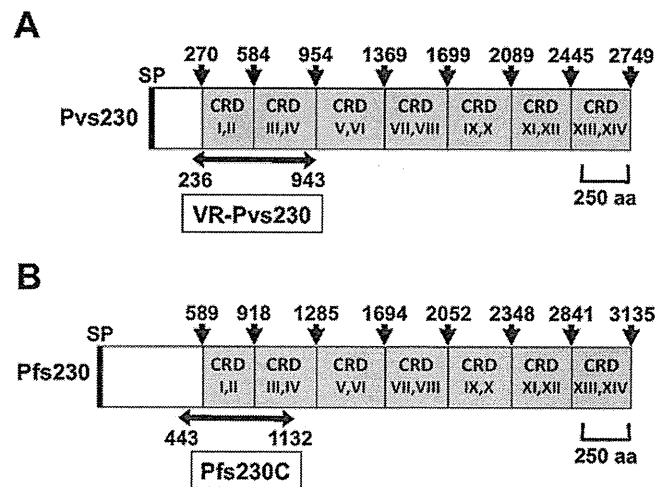 A
270 584 954 1369 1699 2089 2445 2749
SP
Pvs230
CRD CRD CRD CRD CRD CRD CRD
I,II III,IV V,VI VII,VIII IX,X XI,XII XIII,XIV
236 943
250 aa
VR-Pvs230
B
589 918 1285 1694 2052 2348 2841 3135
SP
Pfs230
CRD CRD CRD CRD CRD CRD CRD
I,II III,IV V,VI VII,VIII IX,X XI,XII XIII,XIV
443 1132
250 aa
Pfs230C